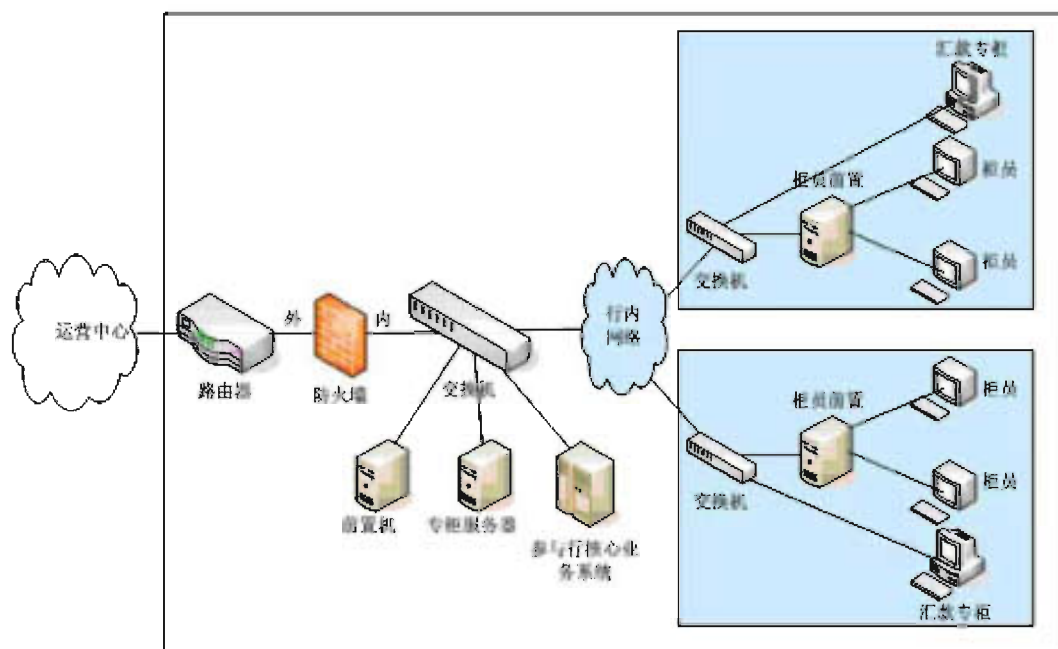 汇款专柜
柜员
柜员前置
交换机
柜员
运营中心
外
内
路由器
防火墙
交换机
行内
网络
前置机
专柜服务器
参与行核心业
务系统
柜员前置
柜员
柜员
交换机
汇款专柜